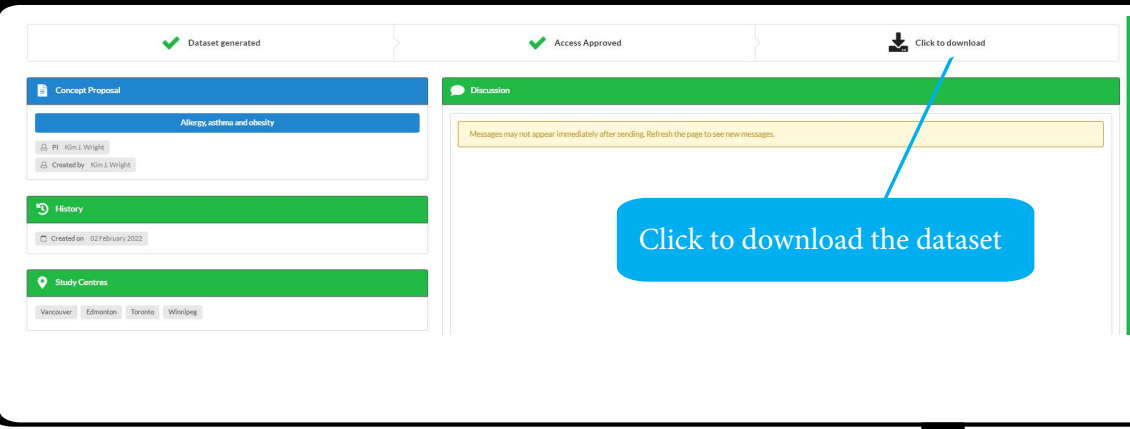 Dataset generated
Access Approved
Click to download
Concept Proposal
Allergy, asthma and obesity
PI Kim J. Wright
Created by Kim J. Wright
History
Created on 02 February 2022
Study Centres
Vancouver Edmonton Toronto Winnipeg
Discussion
Messages may not appear immediately after sending. Refresh the page to see new messages.
Click to download the dataset